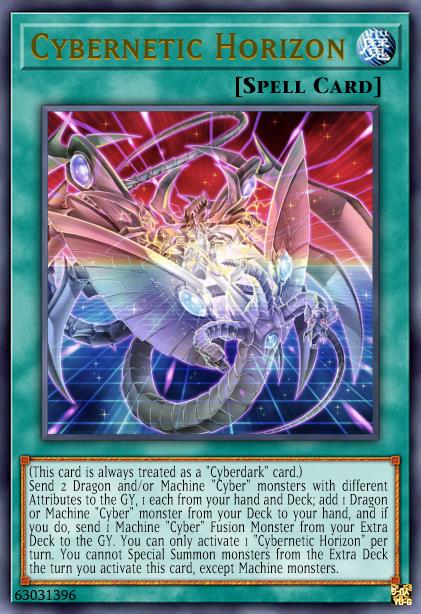 CYBERNETIC HORIZON
魔
[SPELL CARD]
(This card is always treated as a "Cyberdark" card.)
Send 2 Dragon and/or Machine "Cyber" monsters with different
Attributes to the GY, 1 each from your hand and Deck; add 1 Dragon
or Machine "Cyber" monster from your Deck to your hand, and if
you do, send 1 Machine "Cyber" Fusion Monster from your Extra
Deck to the GY. You can only activate 1 "Cybernetic Horizon" per
turn. You cannot Special Summon monsters from the Extra Deck
the turn you activate this card, except Machine monsters.
63031396